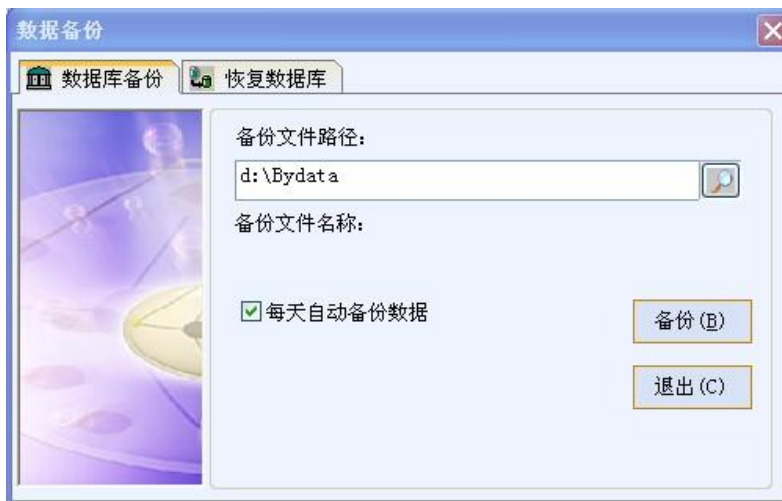 数据备份
数据库备份 恢复数据库
备份文件路径：
d:\Bydata
备份文件名称：
每天自动备份数据
备份(B)
退出(C)